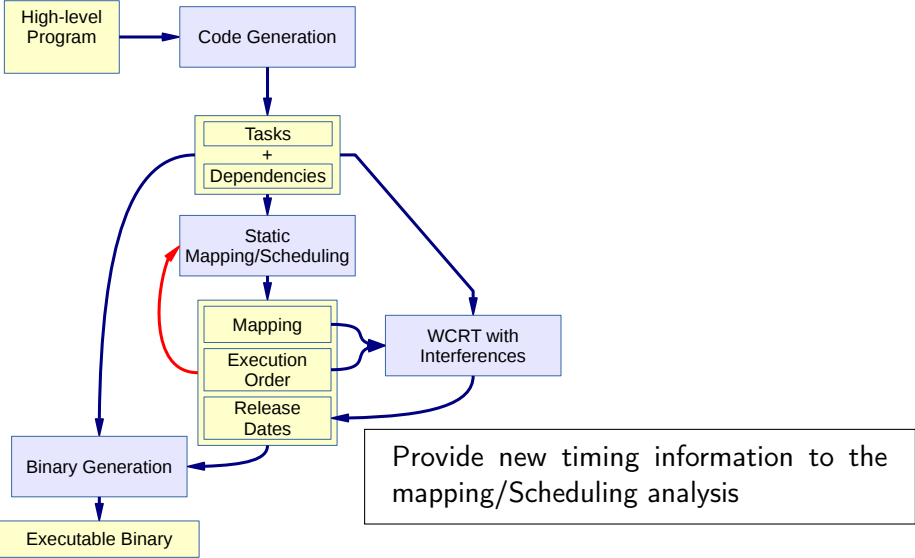 High-level
Program
Code Generation
Tasks
+
Dependencies
Static
Mapping/Scheduling
Mapping
Execution
Order
Release
Dates
WCRT with
Interferences
Binary Generation
Executable Binary
Provide new timing information to the
mapping/Scheduling analysis